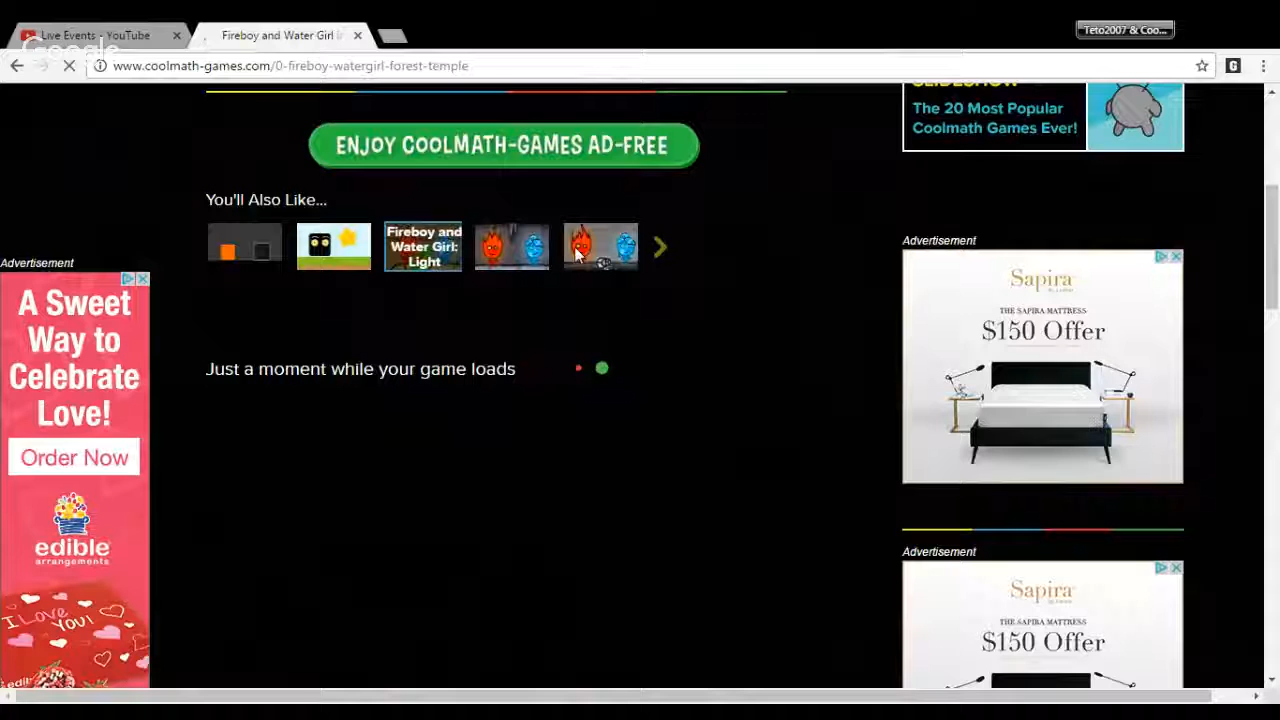 Live Events - YouTube
Fireboy and Water Girl I
Teto2007 & Coo...
Google
www.coolmath-games.com/0-fireboy-watergirl-forest-temple
SLIDESHOW
The 20 Most Popular
Coolmath Games Ever!
ENJOY COOLMATH-GAMES AD-FREE
You'll Also Like...
Fireboy and
Water Girl:
Light
Advertisement
Sapira
THE SAPIRA MATTRESS
$150 Offer
Advertisement
A Sweet
Way to
Celebrate
Love!
Order Now
edible
arrangements
I LOVE YOU!
edible
Just a moment while your game loads
Advertisement
Sapira
THE SAPIRA MATTRESS
$150 Offer